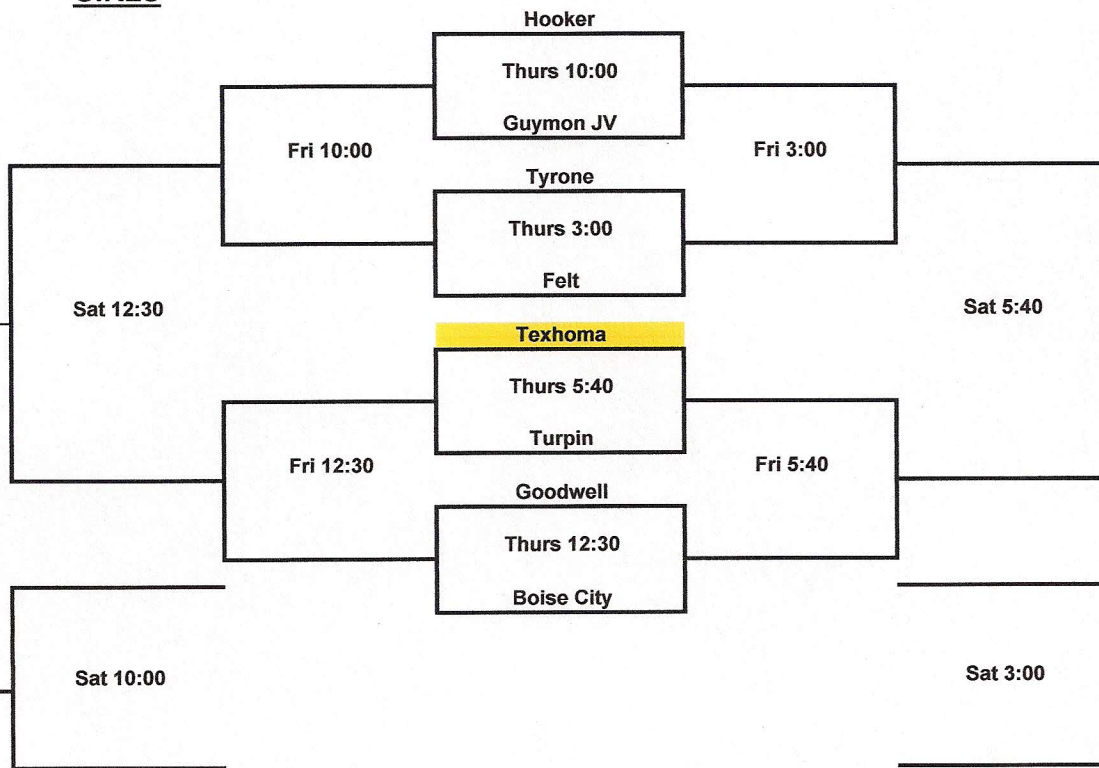 Hooker
Thurs 10:00
Guymon JV
Fri 10:00
Fri 3:00
Tyrone
Thurs 3:00
Felt
Sat 12:30
Sat 5:40
Texhoma
Thurs 5:40
Turpin
Fri 12:30
Fri 5:40
Goodwell
Thurs 12:30
Boise City
Sat 10:00
Sat 3:00